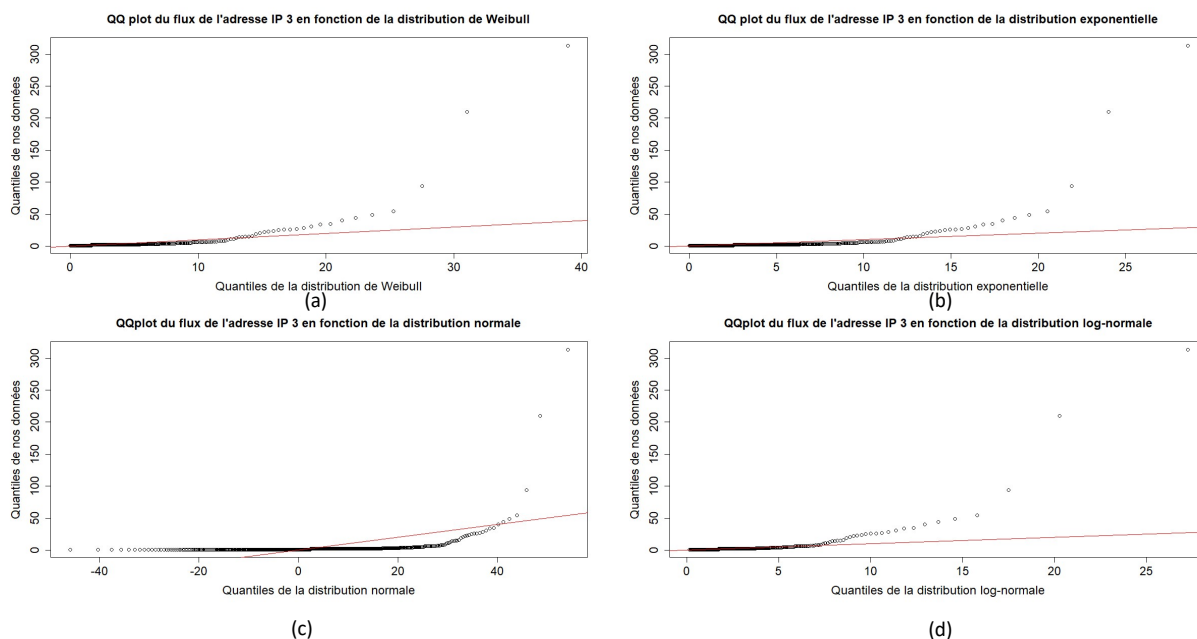 QQ plot du flux de l'adresse IP 3 en fonction de la distribution de Weibull
Quantiles de nos données
300
250
200
150
100
50
0
0 10 20 30 40
Quantiles de la distribution de Weibull
(a)
QQ plot du flux de l'adresse IP 3 en fonction de la distribution exponentielle
Quantiles de nos données
300
250
200
150
100
50
0
0 5 10 15 20 25
Quantiles de la distribution exponentielle
(b)
QQplot du flux de l'adresse IP 3 en fonction de la distribution normale
Quantiles de nos données
300
250
200
150
100
50
0
-40 -20 0 20 40
Quantiles de la distribution normale
(c)
QQplot du flux de l'adresse IP 3 en fonction de la distribution log-normale
Quantiles de nos données
300
250
200
150
100
50
0
0 5 10 15 20 25
Quantiles de la distribution log-normale
(d)